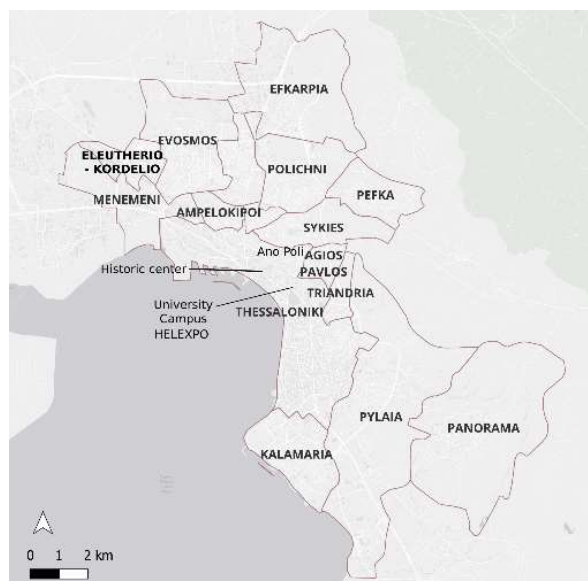 EFKARPIA
EVOSMOS
ELEUTHERIO
- KORDELIO
POLICHNI
PEFKA
MENEMENI
AMPELOKIPOI
SYKIES
Ano Poli
AGIOS
PAVLOS
Historic center
TRIANDRIA
University
Campus
HELEXPO
THESSALONIKI
PYLAIA
PANORAMA
KALAMARIA
0 1 2 km